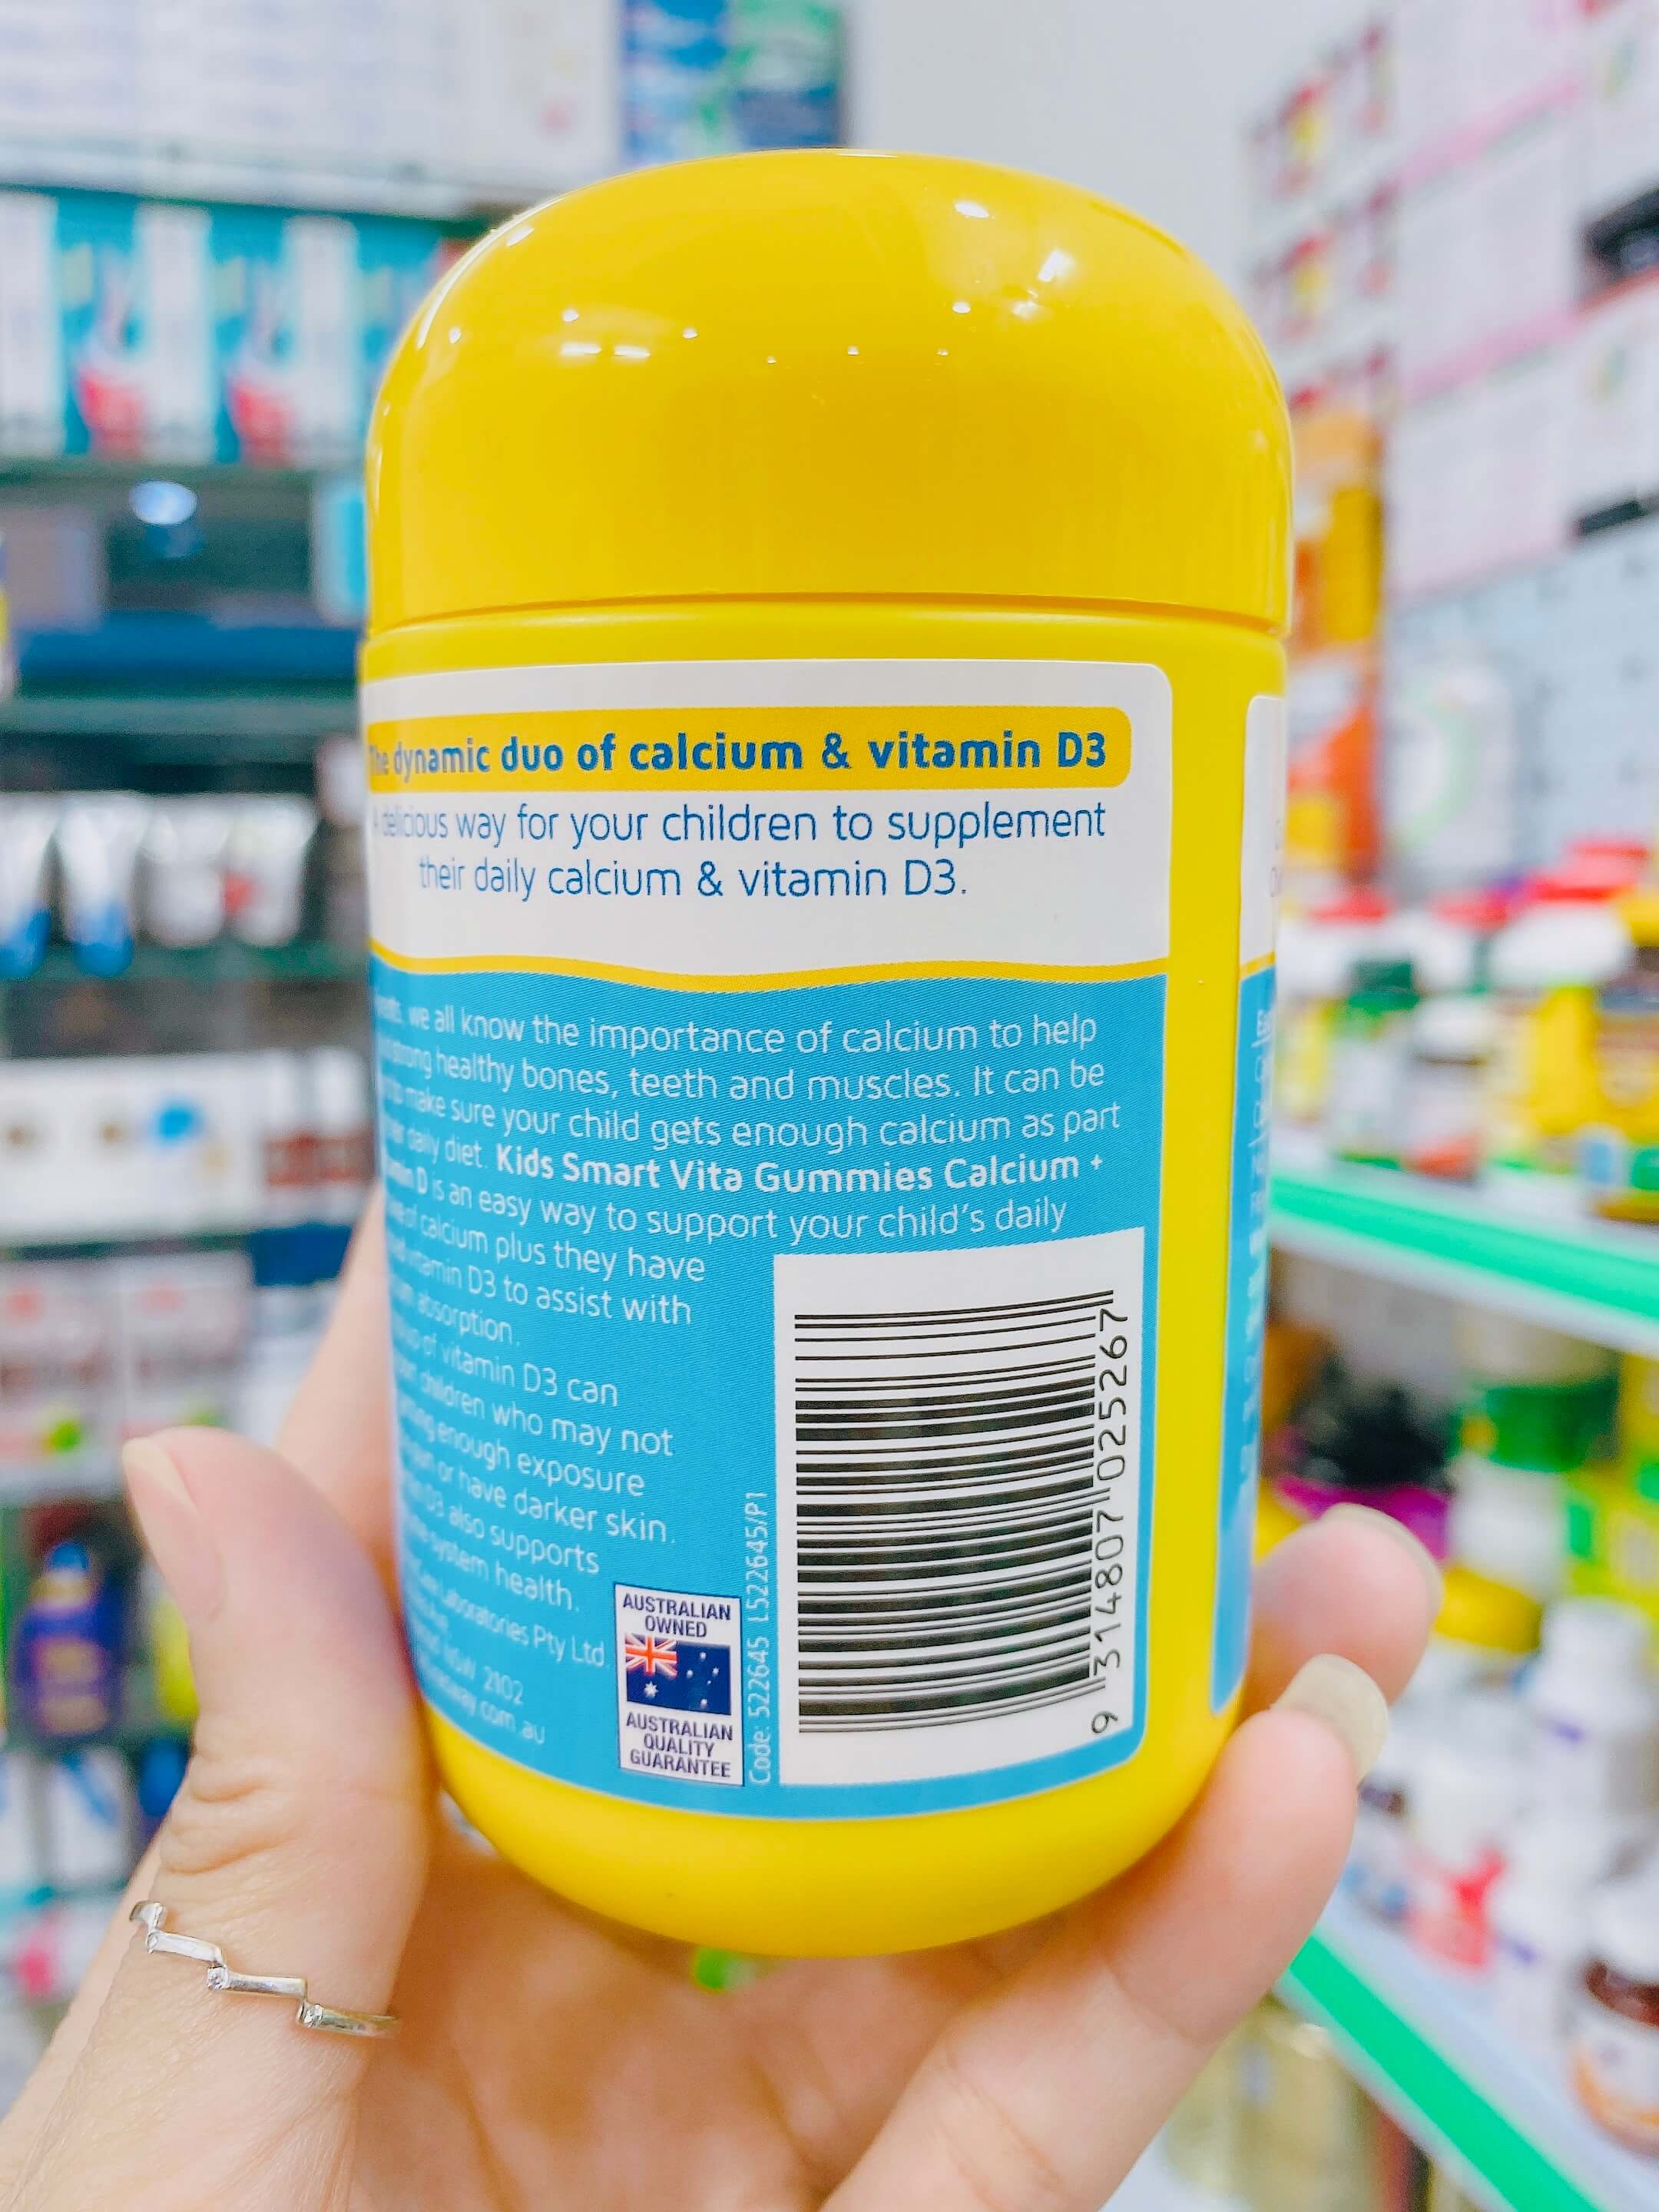 The dynamic duo of calcium & vitamin D3
A delicious way for your children to supplement
their daily calcium & vitamin D3.
we all know the importance of calcium to help
strong healthy bones, teeth and muscles. It can be
make sure your child gets enough calcium as part
daily diet. Kids Smart Vita Gummies Calcium +
D is an easy way to support your child's daily
of calcium plus they have
vitamin D3 to assist with
absorption.
of vitamin D3 can
children who may not
enough exposure
or have darker skin.
D3 also supports
system health.
Laboratories Pty Ltd
NSW 2102
com au
AUSTRALIAN
OWNED
AUSTRALIAN
QUALITY
GUARANTEE
Code: 522645 L522645/P1
9 314807 025267